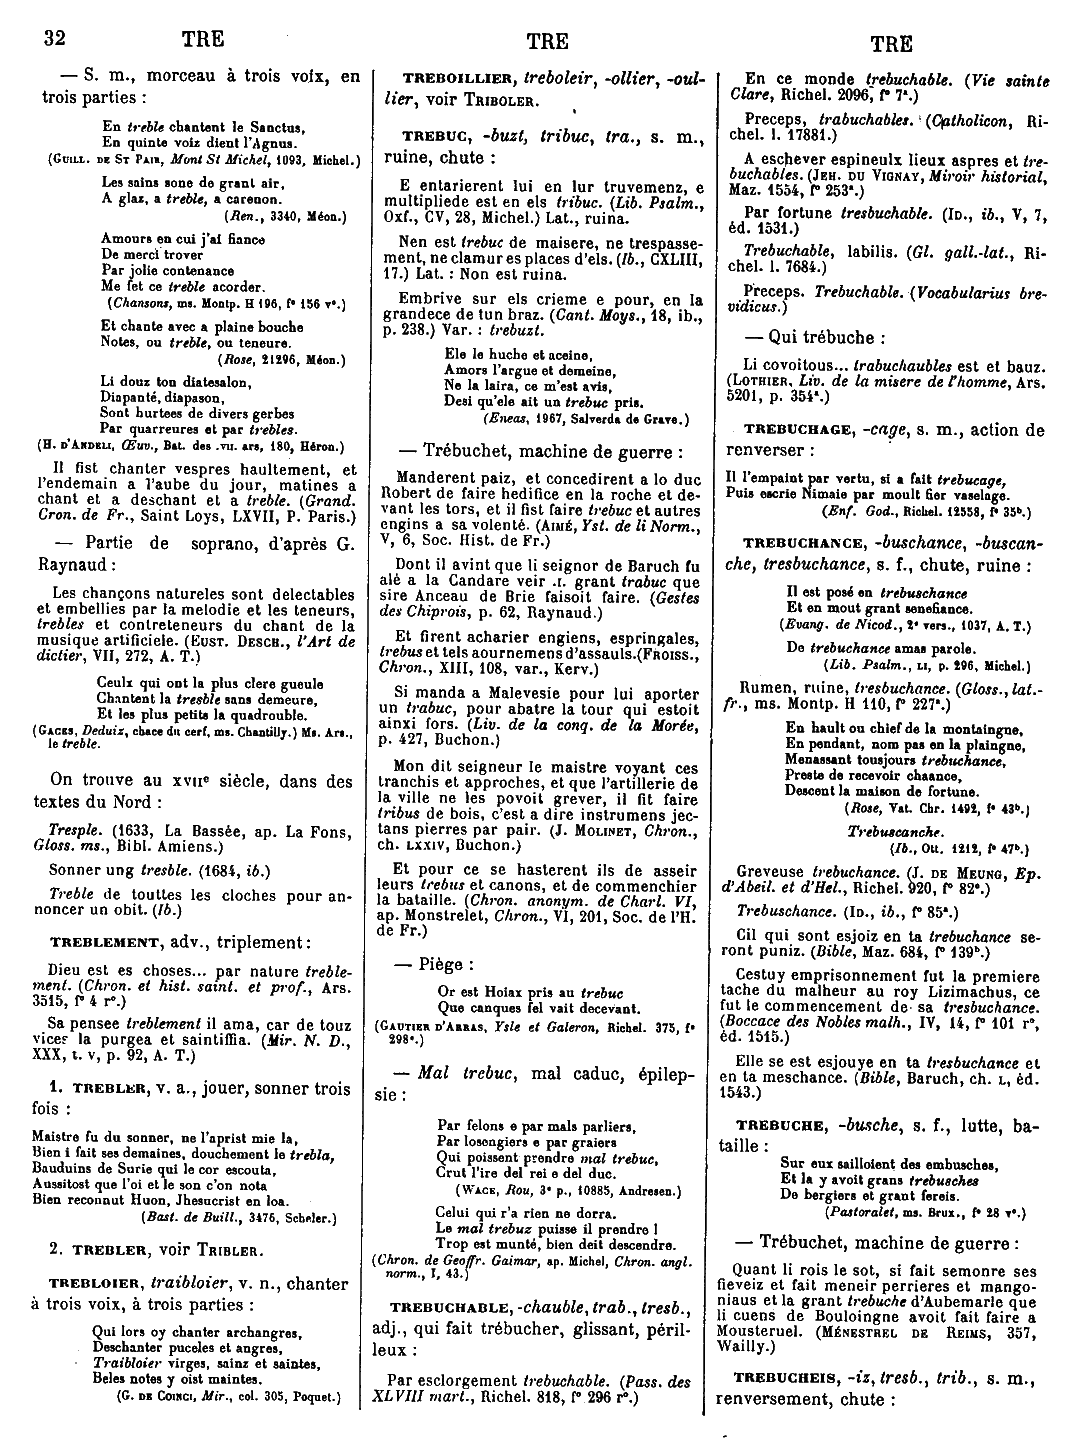 32 TRE TRE TRE
— S. m., morceau à trois voix, en
trois parties :
En treble chantent le Sanctus,
En quinte voiz dient l'Agnus.
(GUILL. DE ST PAIR, Mont St Michel, 1093, Michel.)
Les sains sone de grant air,
A glaz, a treble, a carenon.
(Ren., 3340, Méon.)
Amours en cui j'ai fiance
De merci trover
Par jolie contenance
Me fet ce treble acorder.
(Chansons, ms. Montp. H 196, f° 156 v°.)
Et chante avec a plaine bouche
Notes, ou treble, ou teneure.
(Rose, 21296, Méon.)
Li douz ton diatesalon,
Diapanté, diapason,
Sont hurtees de divers gerbes
Par quarreures et par trebles.
(H. D'ANDELI, Œuv., Bat. des .VII. ars, 180, Héron.)
Il fist chanter vespres haultement, et
l'endemain a l'aube du jour, matines a
chant et a deschant et a treble. (Grand.
Cron. de Fr., Saint Loys, LXVII, P. Paris.)
— Partie de soprano, d'après G.
Raynaud :
Les chançons natureles sont delectables
et embellies par la melodie et les teneurs,
trebles et contreteneurs du chant de la
musique artificiele. (EUST. DESCH., l'Art de
dictier, VII, 272, A. T.)
Ceulx qui ont la plus clere gueule
Chantent la tresble sans demeure,
Et les plus petits la quadrouble.
(GACES, Deduiz, chace du cerf, ms. Chantilly.) Ms. Ars.,
le treble.
On trouve au XVIIe siècle, dans des
textes du Nord :
Tresple. (1633, La Bassée, ap. La Fons,
Gloss. ms., Bibl. Amiens.)
Sonner ung tresble. (1684, ib.)
Treble de touttes les cloches pour an-
noncer un obit. (Ib.)
TREBLEMENT, adv., triplement :
Dieu est es choses... par nature treble-
ment. (Chron. et hist. saint. et prof., Ars.
3515, f° 4 r°.)
Sa pensee treblement il ama, car de touz
vices la purgea et saintiffia. (Mir. N. D.,
XXX, t. v, p. 92, A. T.)
1. TREBLER, v. a., jouer, sonner trois
fois :
Maistre fu du sonner, ne l'aprist mie la,
Bien i fait ses demaines, douchement le trebla,
Bauduins de Surie qui le cor escouta,
Aussitost que l'oi et le son c'on nota
Bien reconnut Huon, Jhesucrist en loa.
(Bast. de Buill., 3476, Scheler.)
2. TREBLER, voir TRIBLER.
TREBLOIER, traibloier, v. n., chanter
à trois voix, à trois parties :
Qui lors oy chanter archangres,
Deschanter puceles et angres,
Traibloier virges, sainz et saintes,
Beles notes y oist maintes.
(G. DE COINCI, Mir., col. 305, Poquet.)
TREBOILLIER, treboleir, -ollier, -oul-
lier, voir TRIBOLER.
TREBUC, -buzt, tribuc, tra., s. m.,
ruine, chute :
E entarierent lui en lur truvemenz, e
multipliede est en els tribuc. (Lib. Psalm.,
Oxf., CV, 28, Michel.) Lat., ruina.
Nen est trebuc de maisere, ne trespasse-
ment, ne clamur es places d'els. (Ib., CXLIII,
17.) Lat. : Non est ruina.
Embrive sur els crieme e pour, en la
grandece de tun braz. (Cant. Moys., 18, ib.,
p. 238.) Var. : trebuzt.
Ele le huche et aceine,
Amors l'argue et demeine,
Ne la laira, ce m'est avis,
Desi qu'ele ait un trebuc pris.
(Eneas, 1967, Salverda de Grave.)
— Trébuchet, machine de guerre :
Manderent paiz, et concedirent a lo duc
Robert de faire hedifice en la roche et de-
vant les tors, et il fist faire trebuc et autres
engins a sa volenté. (AIMÉ, Yst. de li Norm.,
V, 6, Soc. Hist. de Fr.)
Dont il avint que li seignor de Baruch fu
alé a la Candare veir .I. grant trabuc que
sire Anceau de Brie faisoit faire. (Gestes
des Chiprois, p. 62, Raynaud.)
Et firent acharier engiens, espringales,
trebus et tels aournemens d'assauls. (FROISS.,
Chron., XIII, 108, var., Kerv.)
Si manda a Malevesie pour lui aporter
un trabuc, pour abatre la tour qui estoit
ainxi fors. (Liv. de la conq. de la Morée,
p. 427, Buchon.)
Mon dit seigneur le maistre voyant ces
tranchis et approches, et que l'artillerie de
la ville ne les povoit grever, il fit faire
tribus de bois, c'est a dire instrumens jec-
tans pierres par pair. (J. MOLINET, Chron.,
ch. LXXIV, Buchon.)
Et pour ce se hasterent ils de asseir
leurs trebus et canons, et de commenchier
la bataille. (Chron. anonym. de Charl. VI,
ap. Monstrelet, Chron., VI, 201, Soc. de l'H.
de Fr.)
— Piège :
Or est Hoiax pris au trebuc
Que canques fel vait decevant.
(GAUTIER D'ARRAS, Ysle et Galeron, Richel. 375, f°
298ᵃ.)
— Mal trebuc, mal caduc, épilep-
sie :
Par felons e par mals parliers,
Par losengiers e par graiers
Qui poissent prendre mal trebuc,
Crut l'ire del rei e del duc.
(WACE, Rou, 3e p., 10885, Andresen.)
Celui qui r'a rien ne dorra.
Le mal trebuz puisse il prendre !
Trop est munté, bien deit descendre.
(Chron. de Geoffr. Gaimar, ap. Michel, Chron. angl.
norm., I, 43.)
TREBUCHABLE, -chauble, trab., tresb.,
adj., qui fait trébucher, glissant, péril-
leux :
Par esclorgement trebuchable. (Pass. des
XLVIII mart., Richel. 818, f° 296 r°.)
En ce monde trebuchable. (Vie sainte
Clare, Richel. 2096, f° 7ᵃ.)
Preceps, trabuchables. (Catholicon, Ri-
chel. l. 17881.)
A eschever espineulx lieux aspres et tre-
buchables. (JEH. DU VIGNAY, Miroir historial,
Maz. 1554, f° 253ᵃ.)
Par fortune tresbuchable. (ID., ib., V, 7,
éd. 1531.)
Trebuchable, labilis. (Gl. gall.-lat., Ri-
chel. l. 7684.)
Preceps. Trebuchable. (Vocabularius bre-
vidicus.)
— Qui trébuche :
Li covoitous... trabuchaubles est et bauz.
(LOTHIER, Liv. de la misere de l'homme, Ars.
5201, p. 354ᵃ.)
TREBUCHAGE, -cage, s. m., action de
renverser :
Il l'empaint par vertu, si a fait trebucage,
Puis escrie Nimaie par moult fier vaselage.
(Enf. God., Richel. 12558, f° 35ᵇ.)
TREBUCHANCE, -buschance, -buscan-
che, tresbuchance, s. f., chute, ruine :
Il est posé en trebuschance
Et en mout grant senefiance.
(Evang. de Nicod., 2e vers., 1037, A. T.)
De trebuchance amas parole.
(Lib. Psalm., LI, p. 296, Michel.)
Rumen, ruine, tresbuchance. (Gloss., lat.-
fr., ms. Montp. H 110, f° 227ᵃ.)
En hault ou chief de la montaingne,
En pendant, nom pas en la plaingne,
Menassant tousjours trebuchance,
Preste de recevoir chaance,
Descent la maison de fortune.
(Rose, Vat. Chr. 1492, f° 43ᵇ.)
Trebuscanche.
(Ib., Ott. 1212, f° 47ᵇ.)
Greveuse trebuchance. (J. DE MEUNG, Ep.
d'Abeil. et d'Hel., Richel. 920, f° 82ᵃ.)
Trebuschance. (ID., ib., f° 85ᵃ.)
Cil qui sont esjoiz en ta trebuchance se-
ront puniz. (Bible, Maz. 684, f° 139ᵇ.)
Cestuy emprisonnement fut la premiere
tache du malheur au roy Lizimachus, ce
fut le commencement de sa tresbuchance.
(Boccace des Nobles malh., IV, 14, f° 101 r°,
éd. 1515.)
Elle se est esjouye en ta tresbuchance et
en ta meschance. (Bible, Baruch, ch. L, éd.
1543.)
TREBUCHE, -busche, s. f., lutte, ba-
taille :
Sur eux sailloient des embusches,
Et la y avoit grans trebusches
De bergiers et grant fereis.
(Pastoralet, ms. Brux., f° 28 v°.)
— Trébuchet, machine de guerre :
Quant li rois le sot, si fait semonre ses
fieveiz et fait meneir perrieres et mango-
niaus et la grant trebuche d'Aubemarle que
li cuens de Bouloingne avoit fait faire a
Mousteruel. (MÉNESTREL DE REIMS, 357,
Wailly.)
TREBUCHEIS, -iz, tresb., trib., s. m.,
renversement, chute :